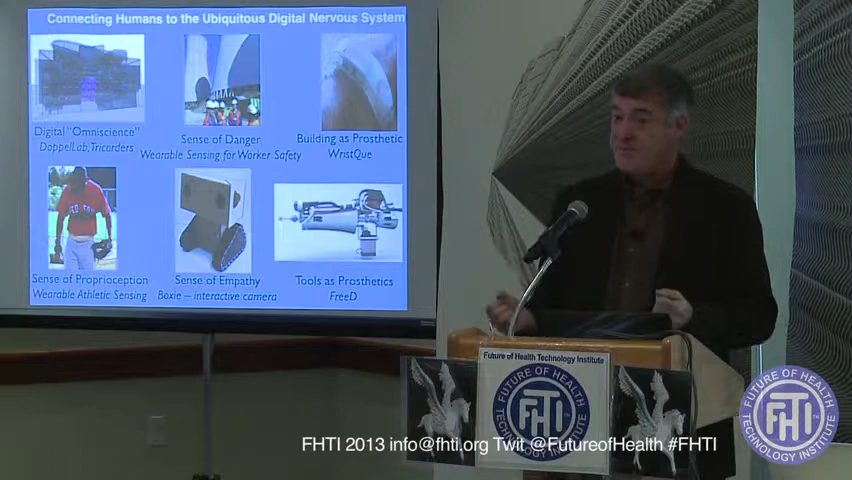 Connecting Humans to the Ubiquitous Digital Nervous System
Digital "Omniscience"
DoppelLab, Tricorders
Sense of Danger
Wearable Sensing for Worker Safety
Building as Prosthetic
WristQue
RED SOX
Sense of Proprioception
Wearable Athletic Sensing
Sense of Empathy
Boxie – interactive camera
Tools as Prosthetics
FreeD
Future of Health Technology Institute
FUTURE OF HEALTH
FHTI
TECHNOLOGY INSTITUTE
FUTURE OF HEALTH
FHTI
TECHNOLOGY INSTITUTE
FHTI 2013 info@fhti.org Twit @FutureofHealth #FHTI